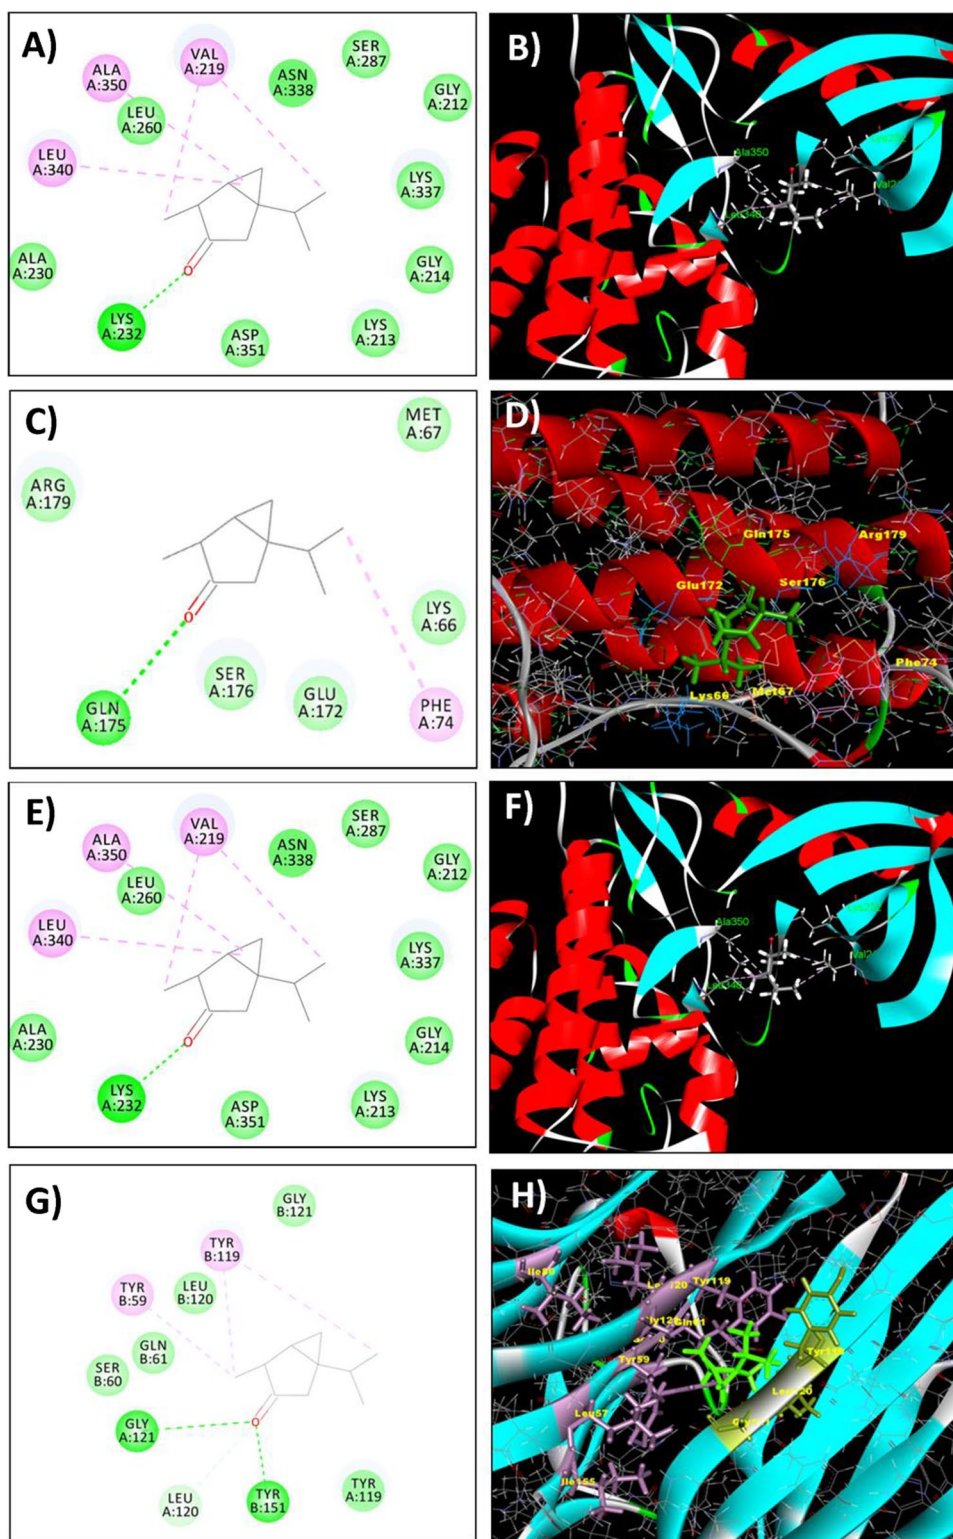 A)
VAL
A:219
SER
A:287
ASN
A:338
ALA
A:350
GLY
A:212
LEU
A:260
LEU
A:340
LYS
A:337
ALA
A:230
GLY
A:214
O
LYS
A:232
ASP
A:351
LYS
A:213
B)
Ala350
Leu340
C)
MET
A:67
ARG
A:179
O
LYS
A:66
SER
A:176
GLU
A:172
GLN
A:175
PHE
A:74
D)
Gln175
Arg179
Glu172
Ser176
Phe74
Lys66
Met67
E)
VAL
A:219
SER
A:287
ASN
A:338
ALA
A:350
GLY
A:212
LEU
A:260
LEU
A:340
LYS
A:337
ALA
A:230
GLY
A:214
O
LYS
A:232
ASP
A:351
LYS
A:213
F)
Ala350
Leu340
G)
GLY
B:121
TYR
B:119
TYR
B:59
LEU
B:120
GLN
B:61
SER
B:60
GLY
A:121
O
LEU
A:120
TYR
B:151
TYR
A:119
H)
Tyr119
Gln61
Tyr59
Leu57
Ile155